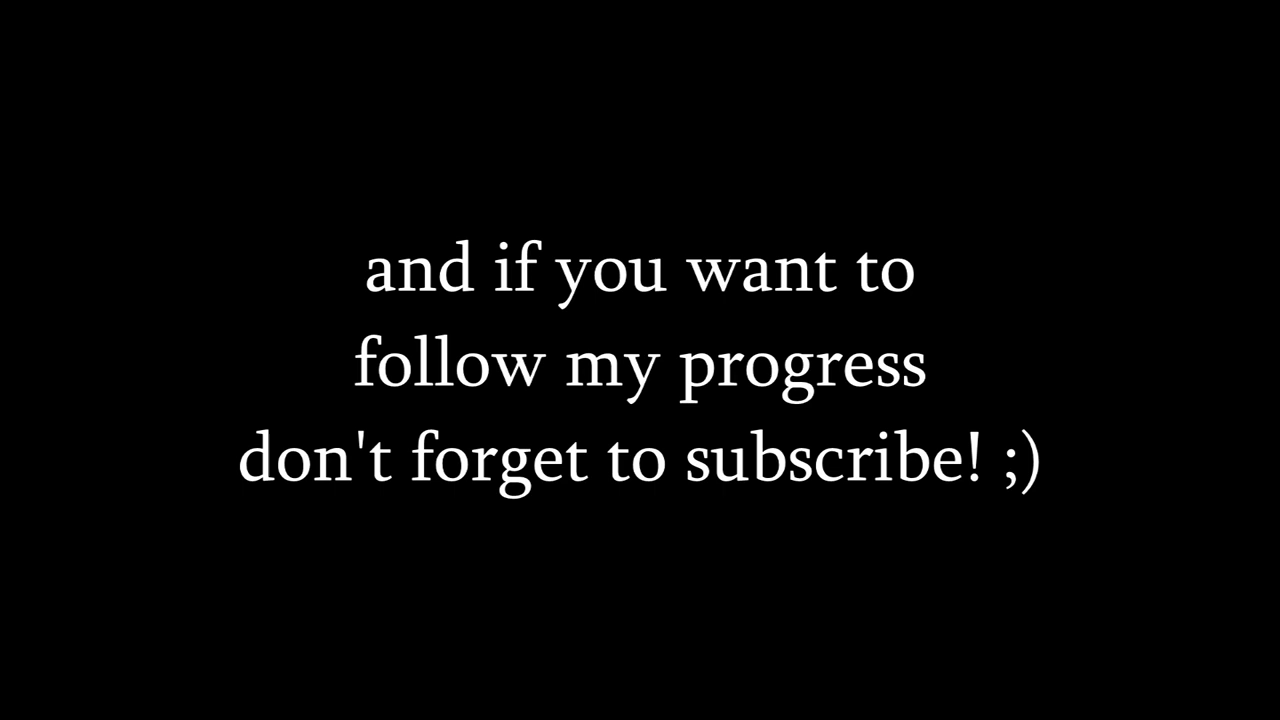 and if you want to
follow my progress
don't forget to subscribe! ;)